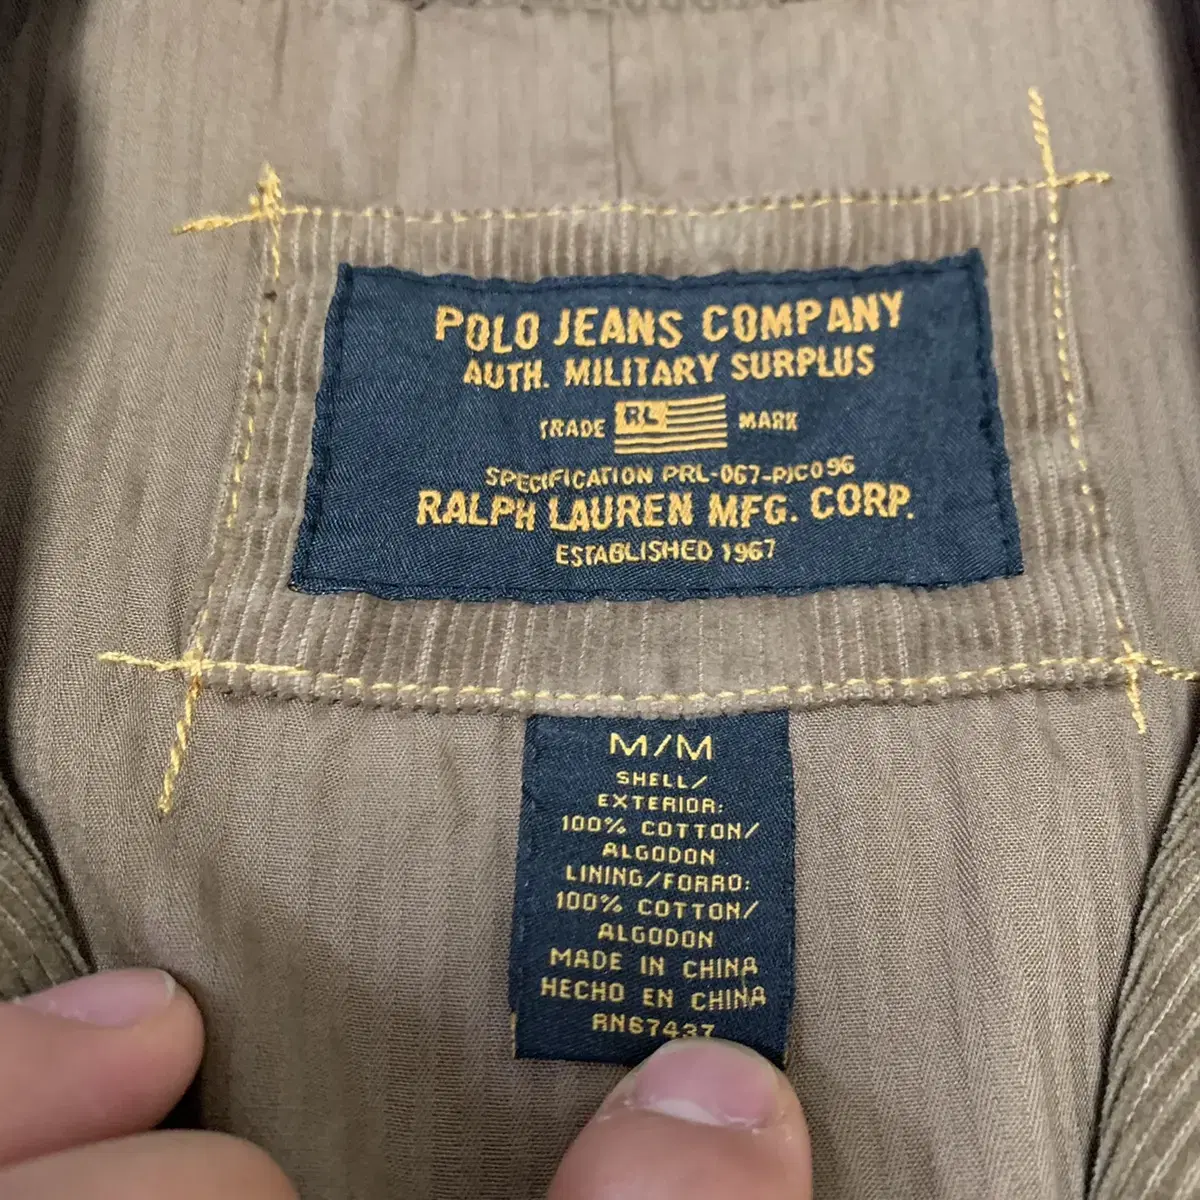 POLO JEANS COMPANY
AUTH. MILITARY SURPLUS
TRADE RL MARK
SPECIFICATION PRL-067-PJC096
RALPH LAUREN MFG. CORP.
ESTABLISHED 1967
M/M
SHELL/
EXTERIOR:
100% COTTON/
ALGODON
LINING/FORRO:
100% COTTON/
ALGODON
MADE IN CHINA
HECHO EN CHINA
RN67437